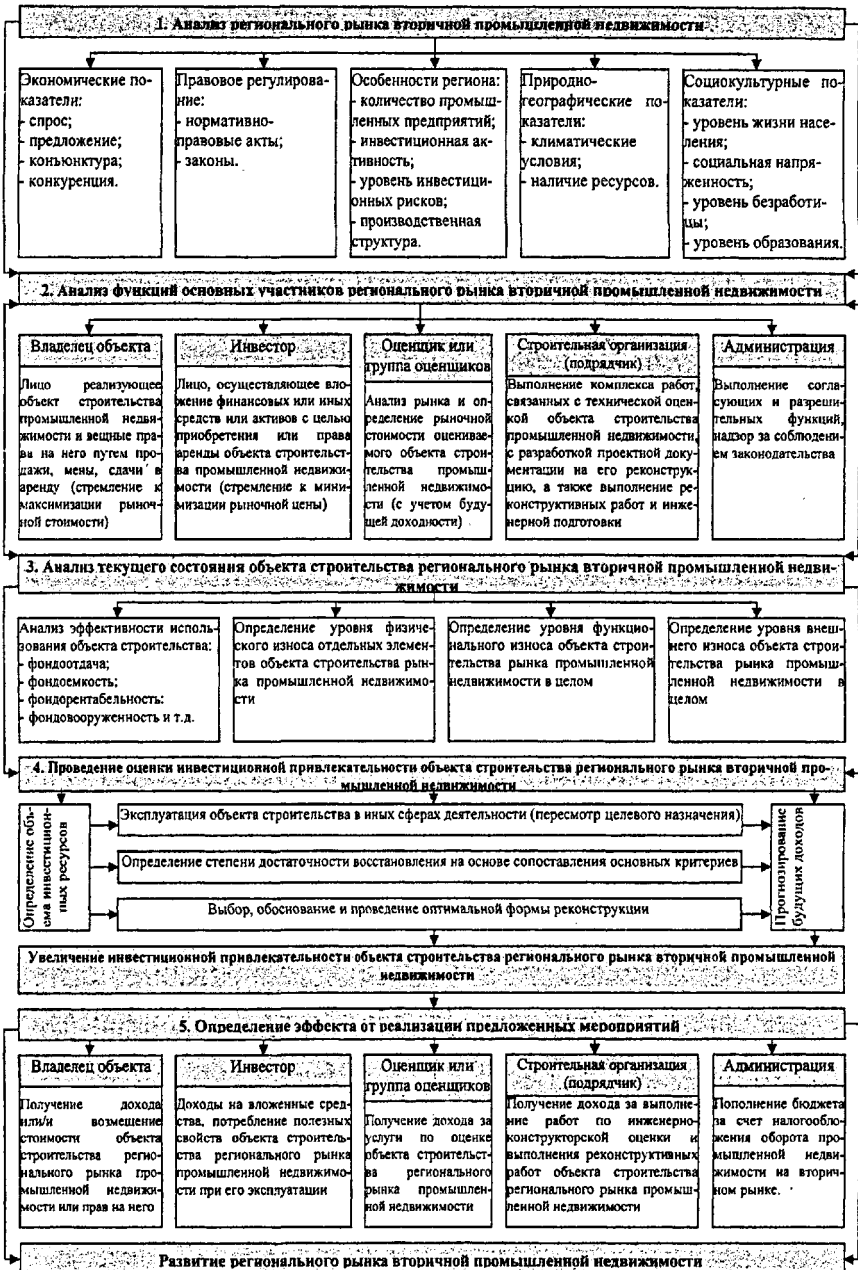 1. Анализ регионального рынка вторичной промышленной недвижимости
Экономические по-
казатели:
- спрос;
- предложение;
- конъюнктура;
- конкуренция.
Правовое регулирова-
ние:
- нормативно-
правовые акты;
- законы.
Особенности региона:
- количество промыш-
ленных предприятий;
- инвестиционная ак-
тивность;
- уровень инвестици-
онных рисков;
- производственная
структура.
Природно-
географические по-
казатели:
- климатические
условия;
- наличие ресурсов.
Социокультурные по-
казатели:
- уровень жизни насе-
ления;
- социальная напря-
женность;
- уровень безработи-
цы;
- уровень образования.
2. Анализ функций основных участников регионального рынка вторичной промышленной недвижимости
Владелец объекта
Лицо реализующее
объект строительства
промышленной недви-
жимости и вещные пра-
ва на него путем про-
дажи, мены, сдачи в
аренду (стремление к
максимизации рыноч-
ной стоимости)
Инвестор
Лицо, осуществляющее вло-
жение финансовых или иных
средств или активов с целью
приобретения или права
аренды объекта строительст-
ва промышленной недвижи-
мости (стремление к мини-
мизации рыночной цены)
Оценщик или
группа оценщиков
Анализ рынка и оп-
ределение рыночной
стоимости оценивае-
мого объекта строи-
тельства промыш-
ленной недвижимо-
сти (с учетом буду-
щей доходности)
Строительная организация
(подрядчик)
Выполнение комплекса работ,
связанных с технической оцен-
кой объекта строительства
промышленной недвижимости,
с разработкой проектной доку-
ментации на его реконструк-
цию, а также выполнение ре-
конструктивных работ и инже-
нерной подготовки
Администрация
Выполнение согла-
сующих и разреши-
тельных функций,
надзор за соблюдени-
ем законодательства
3. Анализ текущего состояния объекта строительства регионального рынка вторичной промышленной недви-
жимости
Анализ эффективности исполь-
зования объекта строительства:
- фондоотдача;
- фондоемкость;
- фондорентабельность:
- фондовооруженность и т.д.
Определение уровня физиче-
ского износа отдельных элемен-
тов объекта строительства рын-
ка промышленной недвижимо-
сти
Определение уровня функцио-
нального износа объекта строи-
тельства рынка промышленной
недвижимости в целом
Определение уровня внеш-
него износа объекта строи-
тельства рынка промыш-
ленной недвижимости в
целом
4. Проведение оценки инвестиционной привлекательности объекта строительства регионального рынка вторичной про-
мышленной недвижимости
Определение объ-
ема инвестицион-
ных ресурсов
Эксплуатация объекта строительства в иных сферах деятельности (пересмотр целевого назначения)
Определение степени достаточности восстановления на основе сопоставления основных критериев
Выбор, обоснование и проведение оптимальной формы реконструкции
Прогнозирование
будущих доходов
Увеличение инвестиционной привлекательности объекта строительства регионального рынка вторичной промышленной
недвижимости
5. Определение эффекта от реализации предложенных мероприятий
Владелец объекта
Получение дохода
или/и возмещение
стоимости объекта
строительства регио-
нального рынка про-
мышленной недвижи-
мости или прав на него
Инвестор
Доходы на вложенные сред-
ства, потребление полезных
свойств объекта строитель-
ства регионального рынка
промышленной недвижимо-
сти при его эксплуатации
Оценщик или
группа оценщиков
Получение дохода за
услуги по оценке
объекта строительст-
ва регионального
рынка промышлен-
ной недвижимости
Строительная организация
(подрядчик)
Получение дохода за выполне-
ние работ по инженерно-
конструкторской оценки и
выполнения реконструктивных
работ объекта строительства
регионального рынка промыш-
ленной недвижимости
Администрация
Пополнение бюджета
за счет налогообло-
жения оборота про-
мышленной недви-
жимости на вторич-
ном рынке.
Развитие регионального рынка вторичной промышленной недвижимости